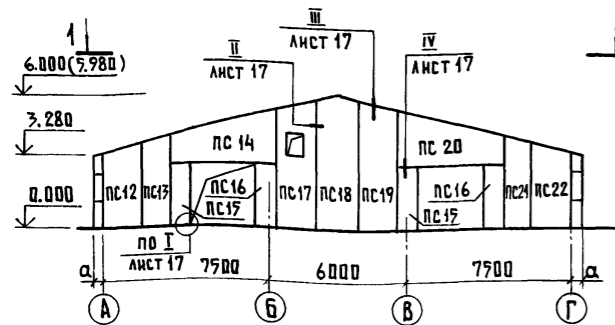 1
III
ЛИСТ 17
II
ЛИСТ 17
IV
ЛИСТ 17
6.000(5.980)
3.280
0.000
ПС 14
ПС 20
ПС12
ПС13
ПС16
ПС15
ПС17
ПС18
ПС19
ПС16
ПС15
ПС21
ПС22
ПО I
ЛИСТ 17
а
7500
6000
7500
а
А
Б
В
Г